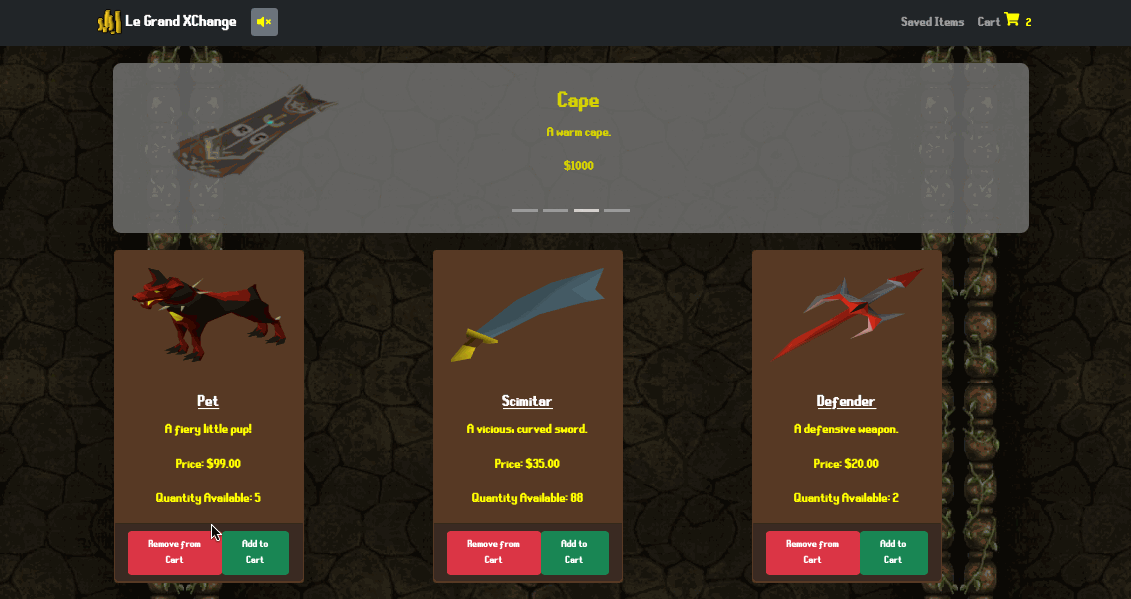 Le Grand XChange
Saved Items
Cart 2
Cape
A warm cape.
$1000
Pet
A fiery little pup!
Price: $99.00
Quantity Available: 5
Remove from
Cart
Add to
Cart
Scimitar
A vicious, curved sword.
Price: $35.00
Quantity Available: 88
Remove from
Cart
Add to
Cart
Defender
A defensive weapon.
Price: $20.00
Quantity Available: 2
Remove from
Cart
Add to
Cart